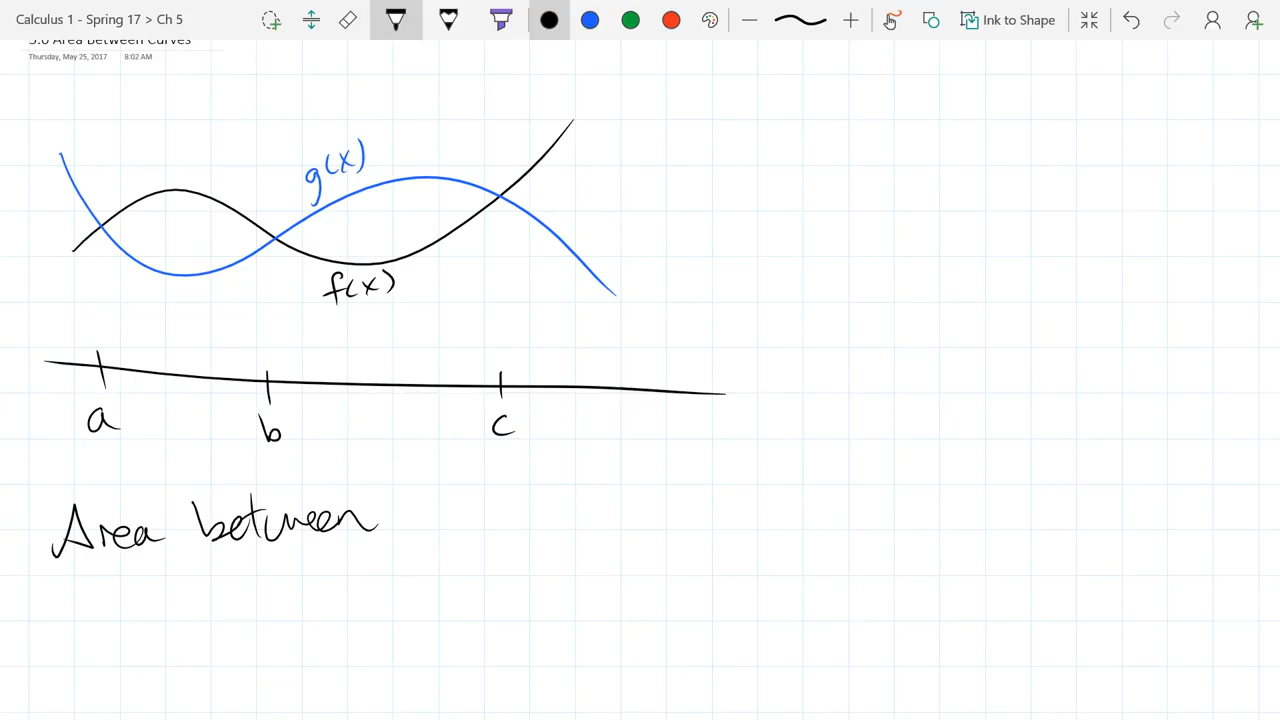 Calculus 1 - Spring 17 > Ch 5
Ink to Shape
5.6 Area Between Curves
Thursday, May 25, 2017 8:02 AM
g(x)
f(x)
a b c
Area between